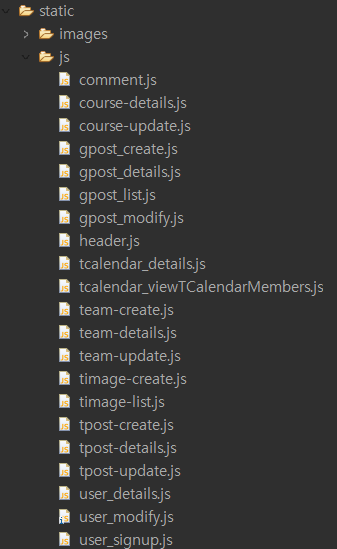 static
images
js
comment.js
course-details.js
course-update.js
gpost_create.js
gpost_details.js
gpost_list.js
gpost_modify.js
header.js
tcalendar_details.js
tcalendar_viewTCalendarMembers.js
team-create.js
team-details.js
team-update.js
timage-create.js
timage-list.js
tpost-create.js
tpost-details.js
tpost-update.js
user_details.js
user_modify.js
user_signup.js